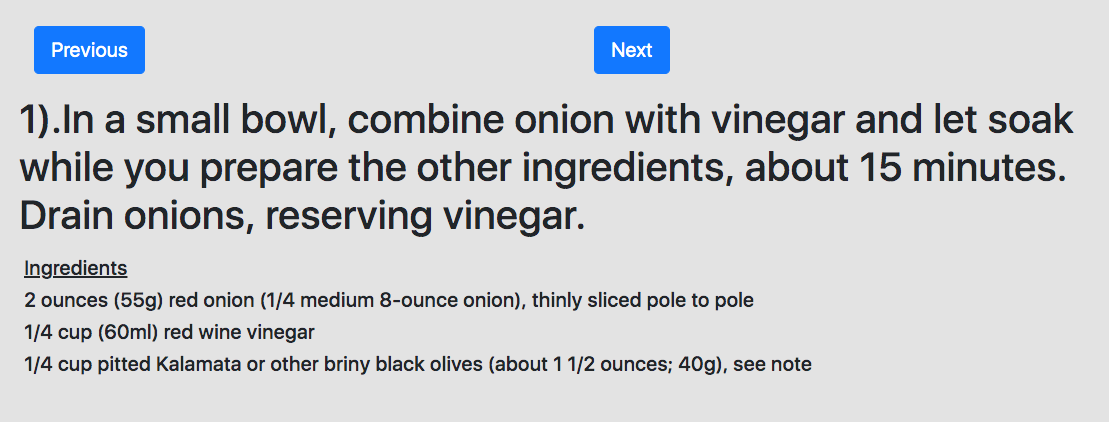 Previous
Next
1).In a small bowl, combine onion with vinegar and let soak
while you prepare the other ingredients, about 15 minutes.
Drain onions, reserving vinegar.
Ingredients
2 ounces (55g) red onion (1/4 medium 8-ounce onion), thinly sliced pole to pole
1/4 cup (60ml) red wine vinegar
1/4 cup pitted Kalamata or other briny black olives (about 1 1/2 ounces; 40g), see note